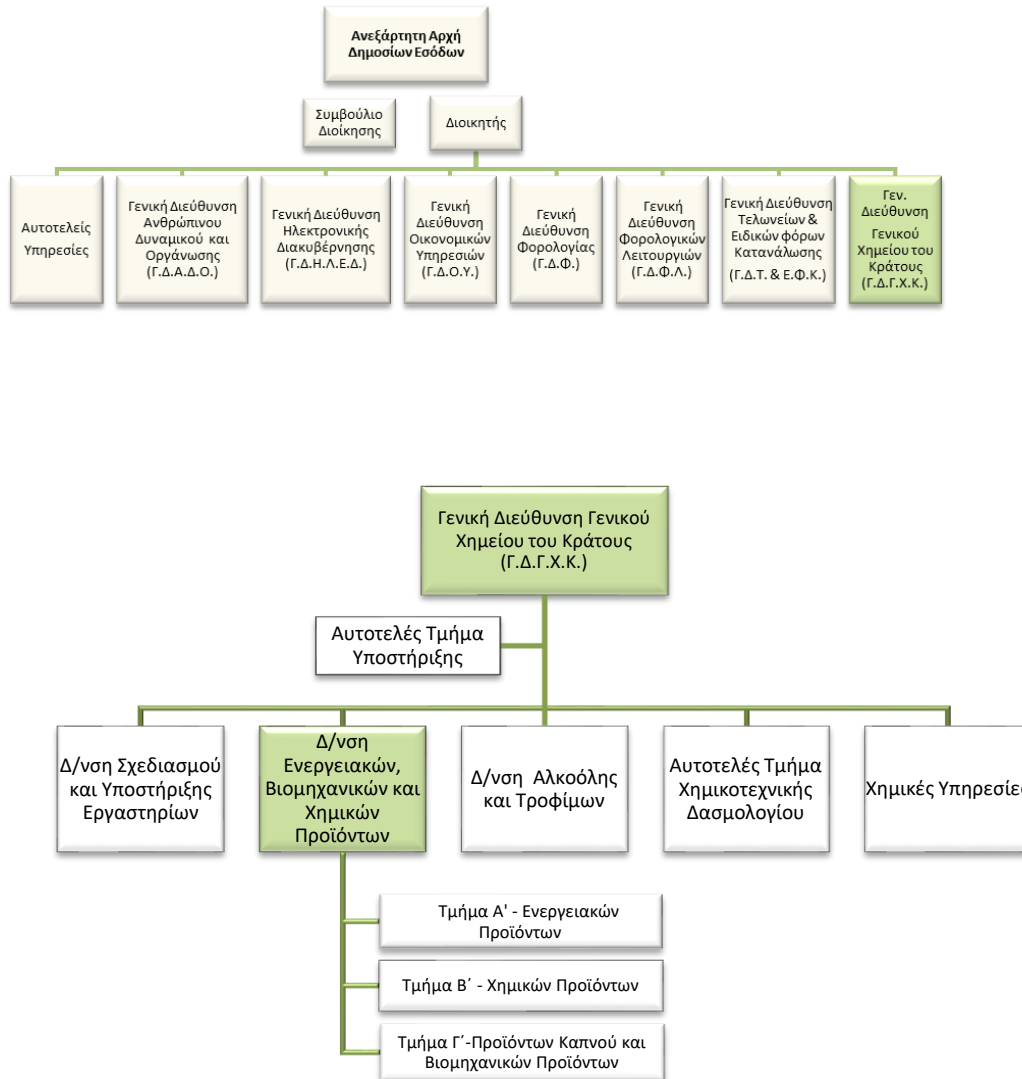 Ανεξάρτητη Αρχή
Δημοσίων Εσόδων
Συμβούλιο
Διοίκησης
Διοικητής
Αυτοτελείς
Υπηρεσίες
Γενική Διεύθυνση
Ανθρώπινου
Δυναμικού και
Οργάνωσης
(Γ.Δ.Α.Δ.Ο.)
Γενική Διεύθυνση
Ηλεκτρονικής
Διακυβέρνησης
(Γ.Δ.Η.Λ.Ε.Δ.)
Γενική
Διεύθυνση
Οικονομικών
Υπηρεσιών
(Γ.Δ.Ο.Υ.)
Γενική
Διεύθυνση
Φορολογίας
(Γ.Δ.Φ.)
Γενική
Διεύθυνση
Φορολογικών
Λειτουργιών
(Γ.Δ.Φ.Λ.)
Γενική Διεύθυνση
Τελωνείων &
Ειδικών φόρων
Κατανάλωσης
(Γ.Δ.Τ. & Ε.Φ.Κ.)
Γεν.
Διεύθυνση
Γενικού
Χημείου του
Κράτους
(Γ.Δ.Γ.Χ.Κ.)
Γενική Διεύθυνση Γενικού
Χημείου του Κράτους
(Γ.Δ.Γ.Χ.Κ.)
Αυτοτελές Τμήμα
Υποστήριξης
Δ/νση Σχεδιασμού
και Υποστήριξης
Εργαστηρίων
Δ/νση
Ενεργειακών,
Βιομηχανικών και
Χημικών
Προϊόντων
Δ/νση Αλκοόλης
και Τροφίμων
Αυτοτελές Τμήμα
Χημικοτεχνικής
Δασμολογίου
Χημικές Υπηρεσίες
Τμήμα Α' - Ενεργειακών
Προϊόντων
Τμήμα Β΄ - Χημικών Προϊόντων
Τμήμα Γ΄-Προϊόντων Καπνού και
Βιομηχανικών Προϊόντων